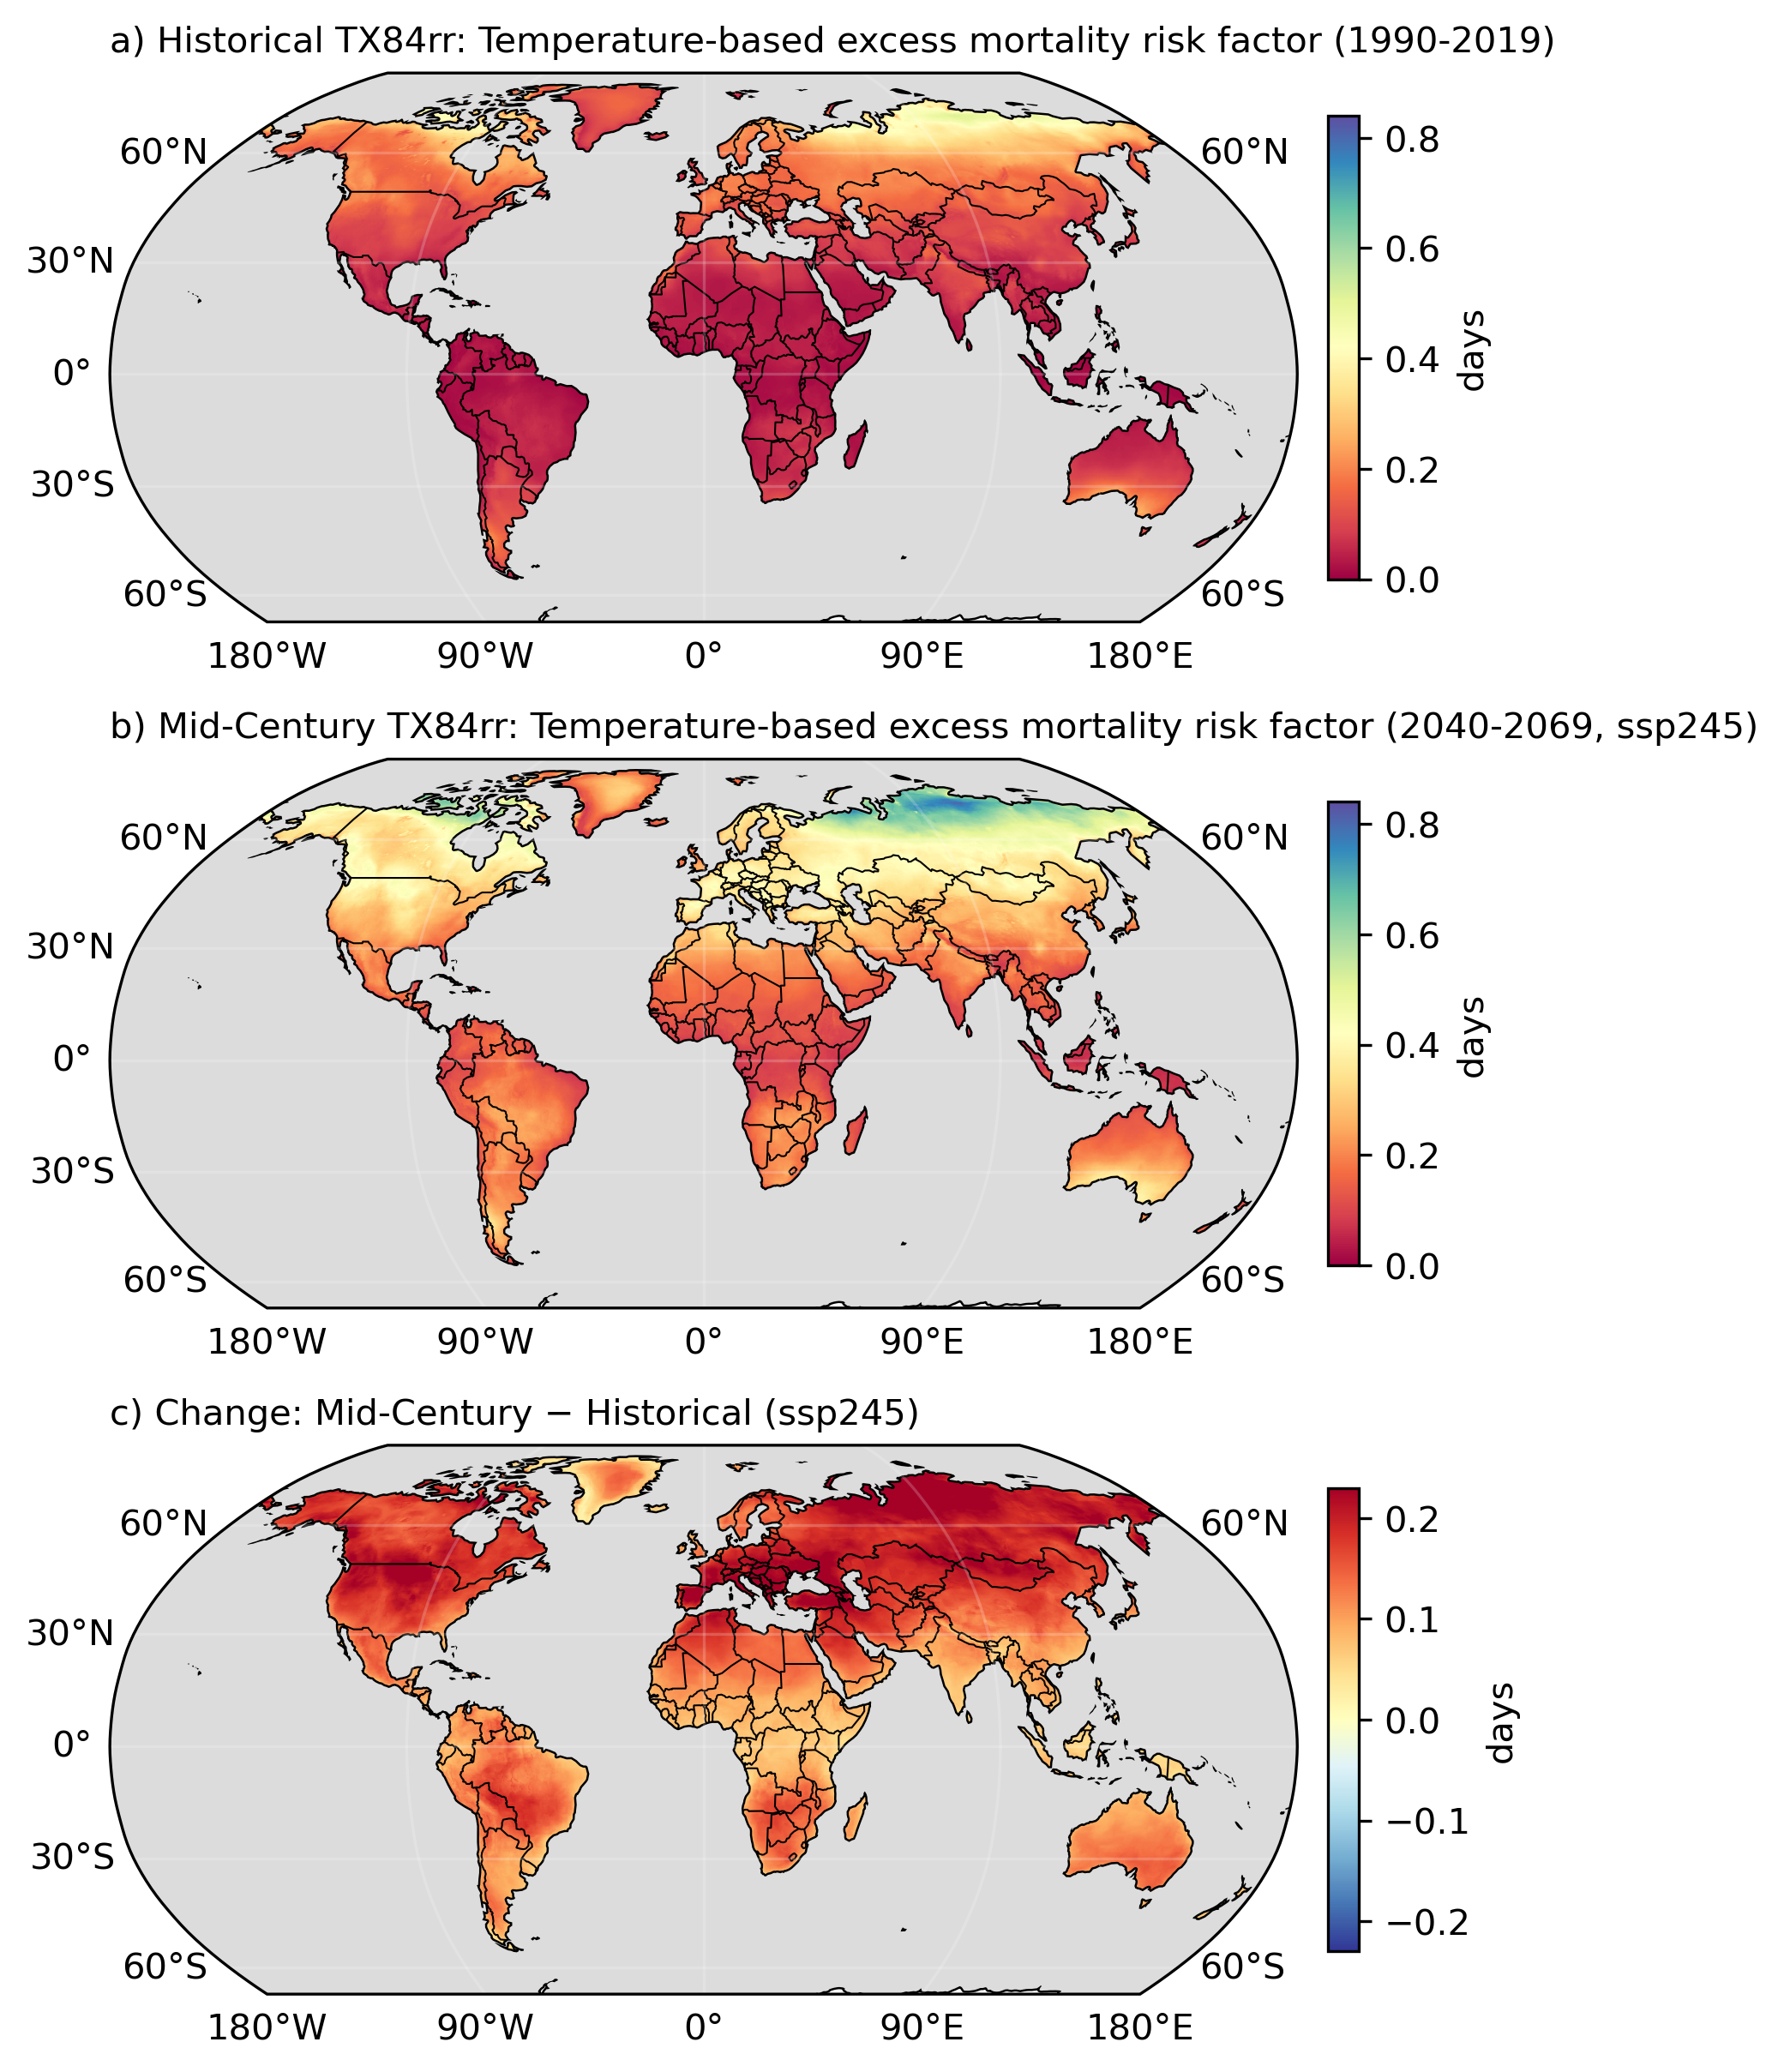 a) Historical TX84rr: Temperature-based excess mortality risk factor (1990-2019)
60°N
60°N
30°N
0°
30°S
60°S
60°S
180°W 90°W 0° 90°E 180°E
0.8
0.6
0.4
0.2
0.0
days
b) Mid-Century TX84rr: Temperature-based excess mortality risk factor (2040-2069, ssp245)
60°N
60°N
30°N
0°
30°S
60°S
60°S
180°W 90°W 0° 90°E 180°E
0.8
0.6
0.4
0.2
0.0
days
c) Change: Mid-Century − Historical (ssp245)
60°N
60°N
30°N
0°
30°S
60°S
60°S
180°W 90°W 0° 90°E 180°E
0.2
0.1
0.0
−0.1
−0.2
days